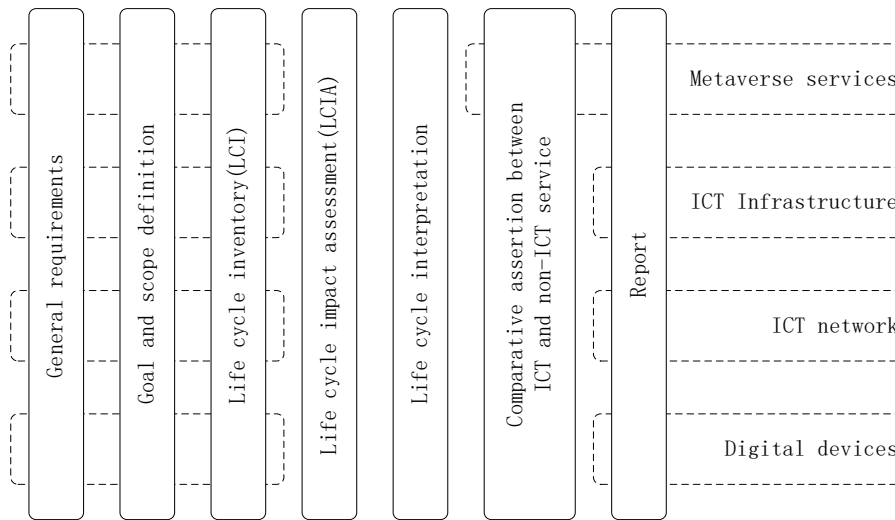 General requirements
Goal and scope definition
Life cycle inventory(LCI)
Life cycle impact assessment(LCIA)
Life cycle interpretation
Comparative assertion between
ICT and non-ICT service
Report
Metaverse services
ICT Infrastructure
ICT network
Digital devices